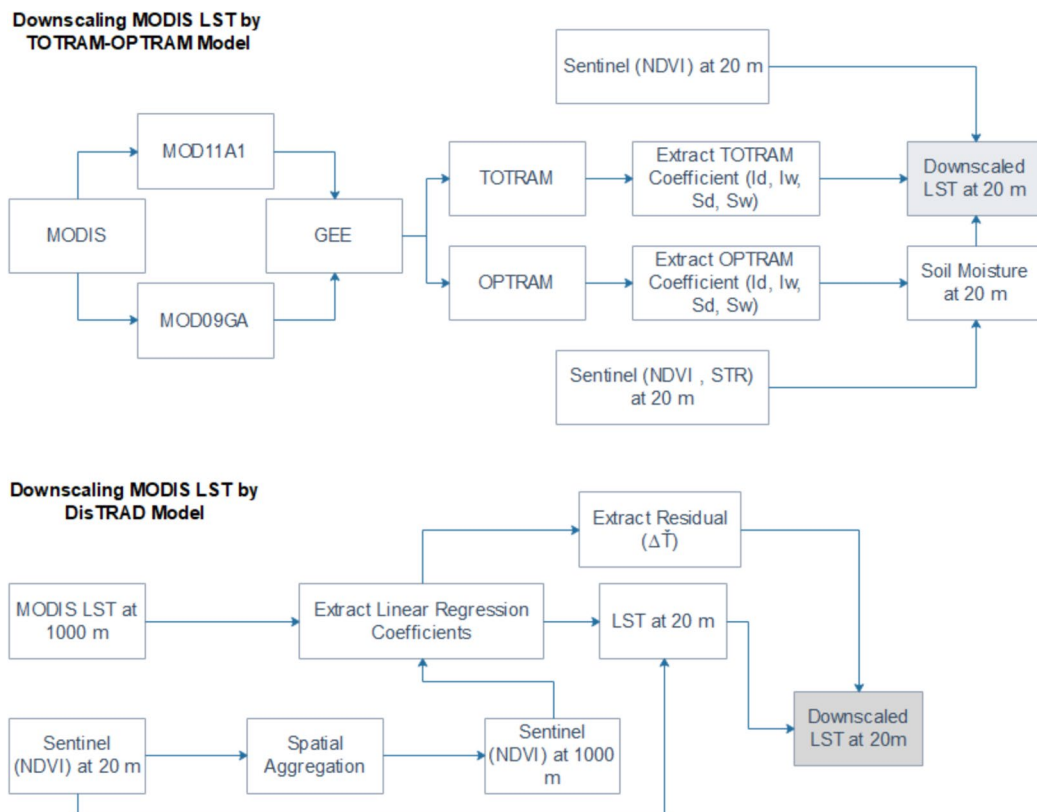 Downscaling MODIS LST by
TOTRAM-OPTRAM Model
Sentinel (NDVI) at 20 m
MOD11A1
TOTRAM
Extract TOTRAM
Coefficient (Id, Iw,
Sd, Sw)
Downscaled
LST at 20 m
MODIS
GEE
OPTRAM
Extract OPTRAM
Coefficient (Id, Iw,
Sd, Sw)
Soil Moisture
at 20 m
MOD09GA
Sentinel (NDVI , STR)
at 20 m
Downscaling MODIS LST by
DisTRAD Model
Extract Residual
(ΔŤ)
MODIS LST at
1000 m
Extract Linear Regression
Coefficients
LST at 20 m
Sentinel
(NDVI) at 20 m
Spatial
Aggregation
Sentinel
(NDVI) at 1000
m
Downscaled
LST at 20m